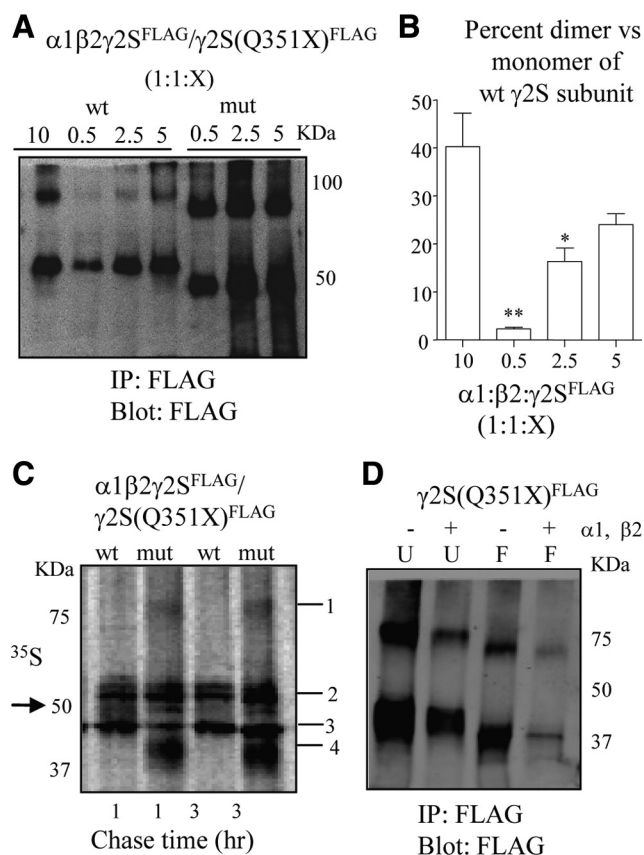 A
α1β2γ2S^FLAG/γ2S(Q351X)^FLAG
(1:1:X)
wt mut
10 0.5 2.5 5 0.5 2.5 5 KDa
100
50
IP: FLAG
Blot: FLAG
B
Percent dimer vs
monomer of
wt γ2S subunit
50
40
30
20
10
0
**
*
10 0.5 2.5 5
α1:β2:γ2S^FLAG
(1:1:X)
C
α1β2γ2S^FLAG/
γ2S(Q351X)^FLAG
wt mut wt mut
KDa
75
35S
50
37
1
2
3
4
1 1 3 3
Chase time (hr)
D
γ2S(Q351X)^FLAG
- + - + α1, β2
U U F F KDa
75
50
37
IP: FLAG
Blot: FLAG